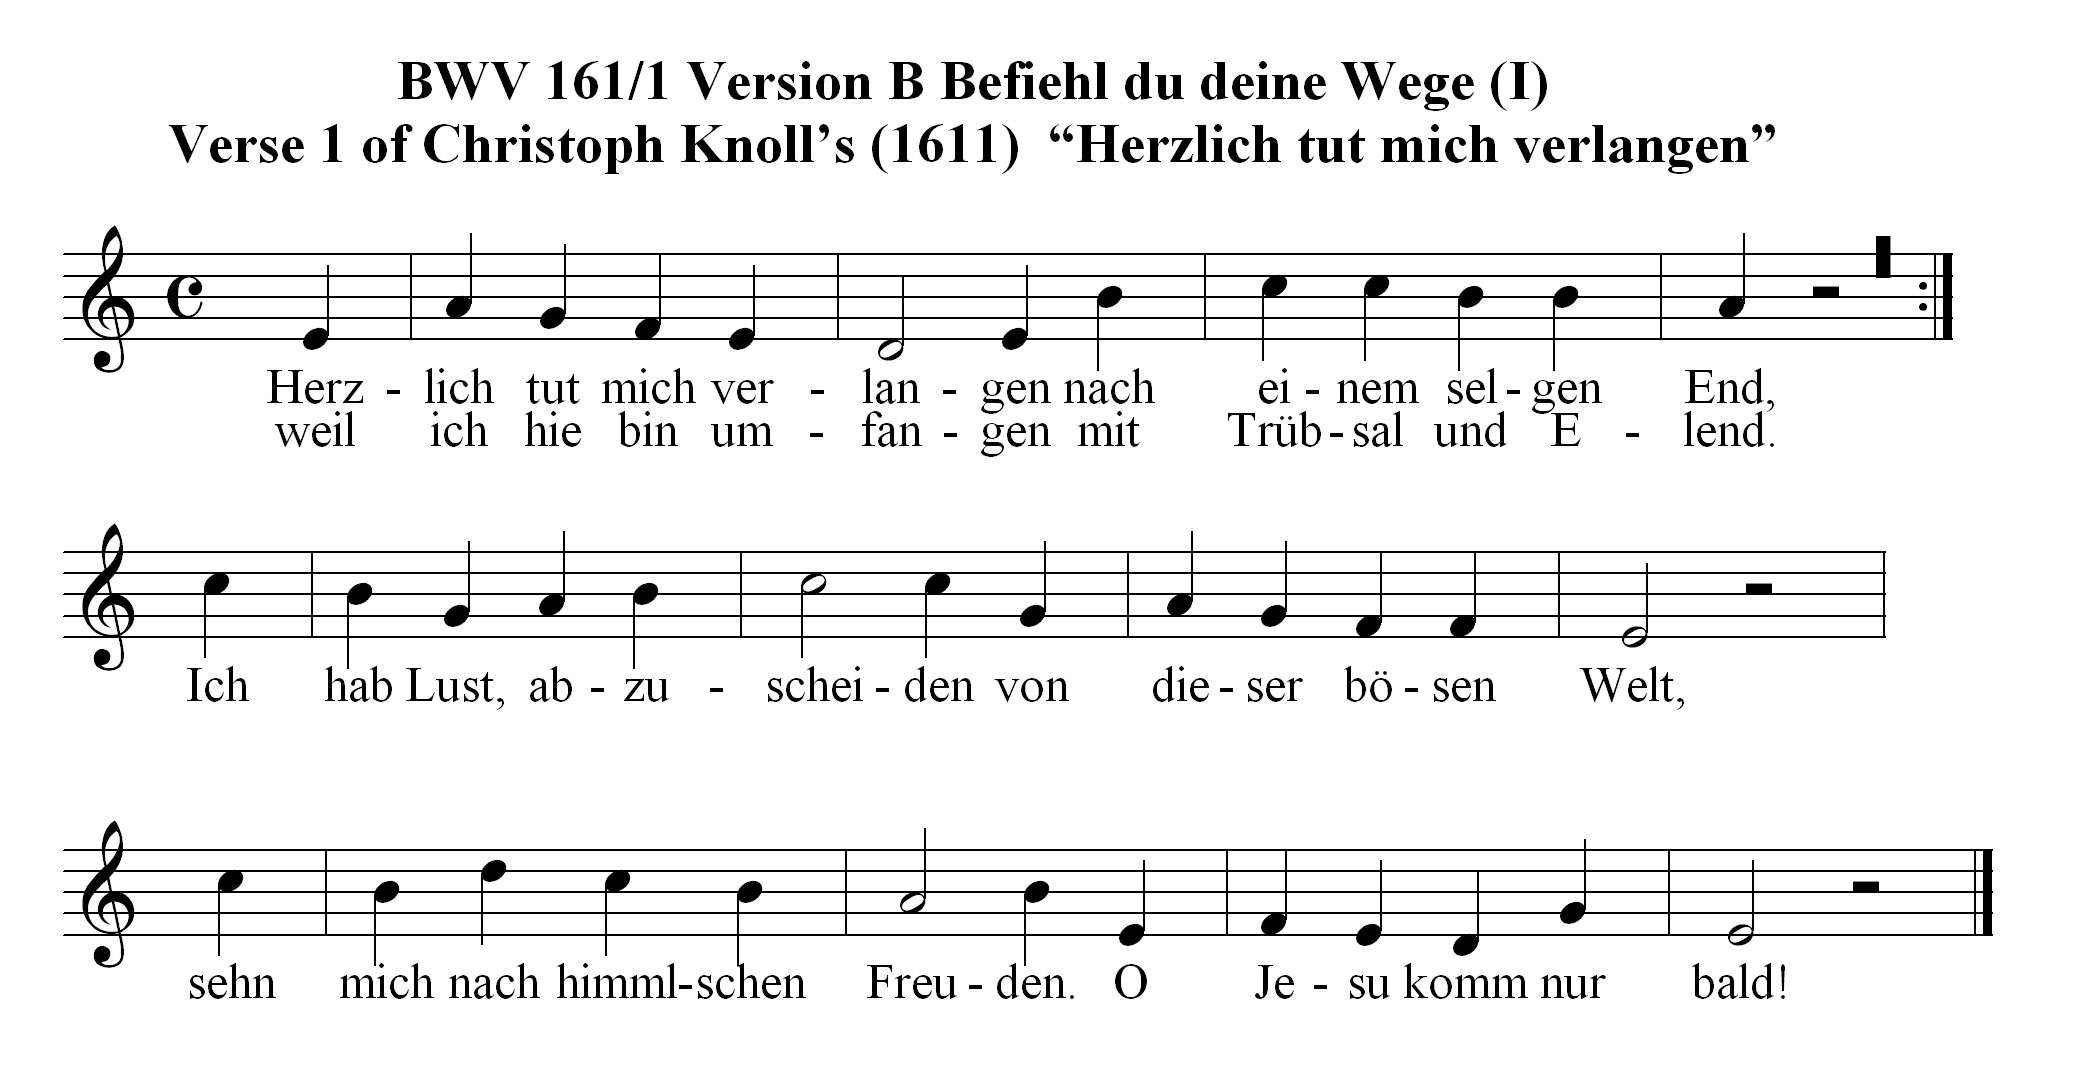 BWV 161/1 Version B Befiehl du deine Wege (I)
Verse 1 of Christoph Knoll’s (1611) “Herzlich tut mich verlangen”
Herz - lich tut mich ver - lan - gen nach ei - nem sel - gen End,
weil ich hie bin um - fan - gen mit Trüb - sal und E - lend.
Ich hab Lust, ab - zu - schei - den von die - ser bö - sen Welt,
sehn mich nach himml - schen Freu - den. O Je - su komm nur bald!